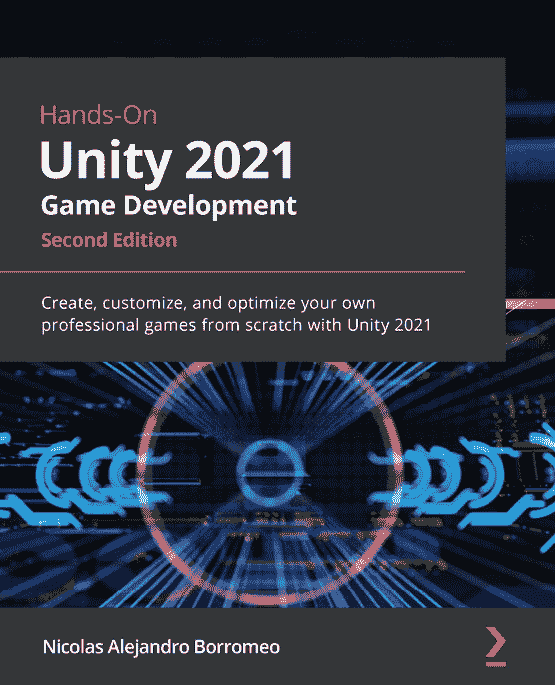 Hands-On
Unity 2021
Game Development
Second Edition
Create, customize, and optimize your own
professional games from scratch with Unity 2021
Nicolas Alejandro Borromeo